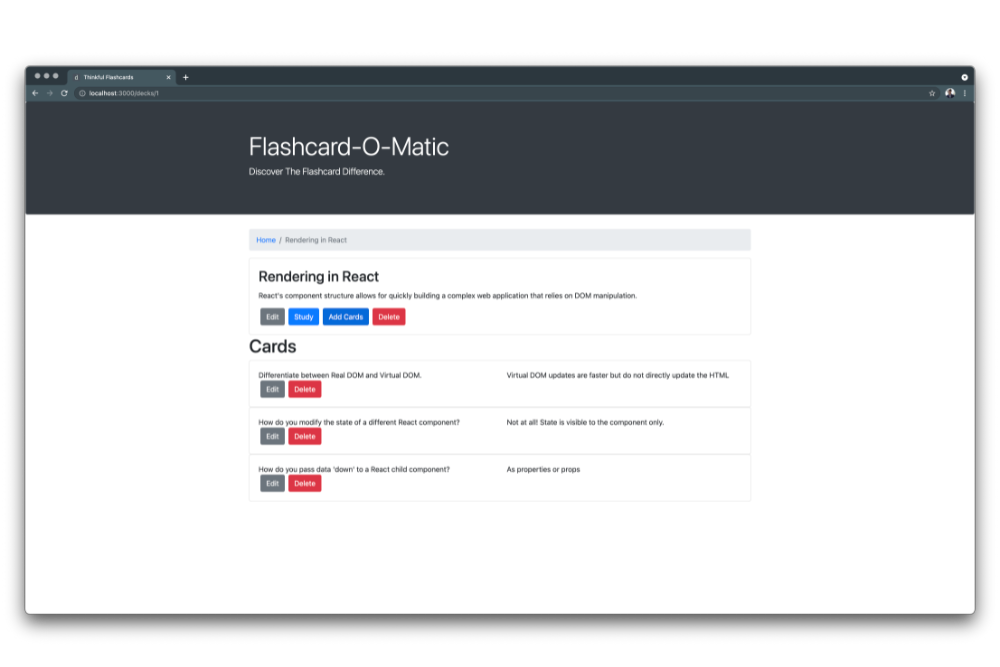 Thinkful Flashcards
localhost:3000/decks/1
Flashcard-O-Matic
Discover The Flashcard Difference.
Home / Rendering in React
Rendering in React
React's component structure allows for quickly building a complex web application that relies on DOM manipulation.
Edit Study Add Cards Delete
Cards
Differentiate between Real DOM and Virtual DOM. Virtual DOM updates are faster but do not directly update the HTML
Edit Delete
How do you modify the state of a different React component? Not at all! State is visible to the component only.
Edit Delete
How do you pass data 'down' to a React child component? As properties or props
Edit Delete